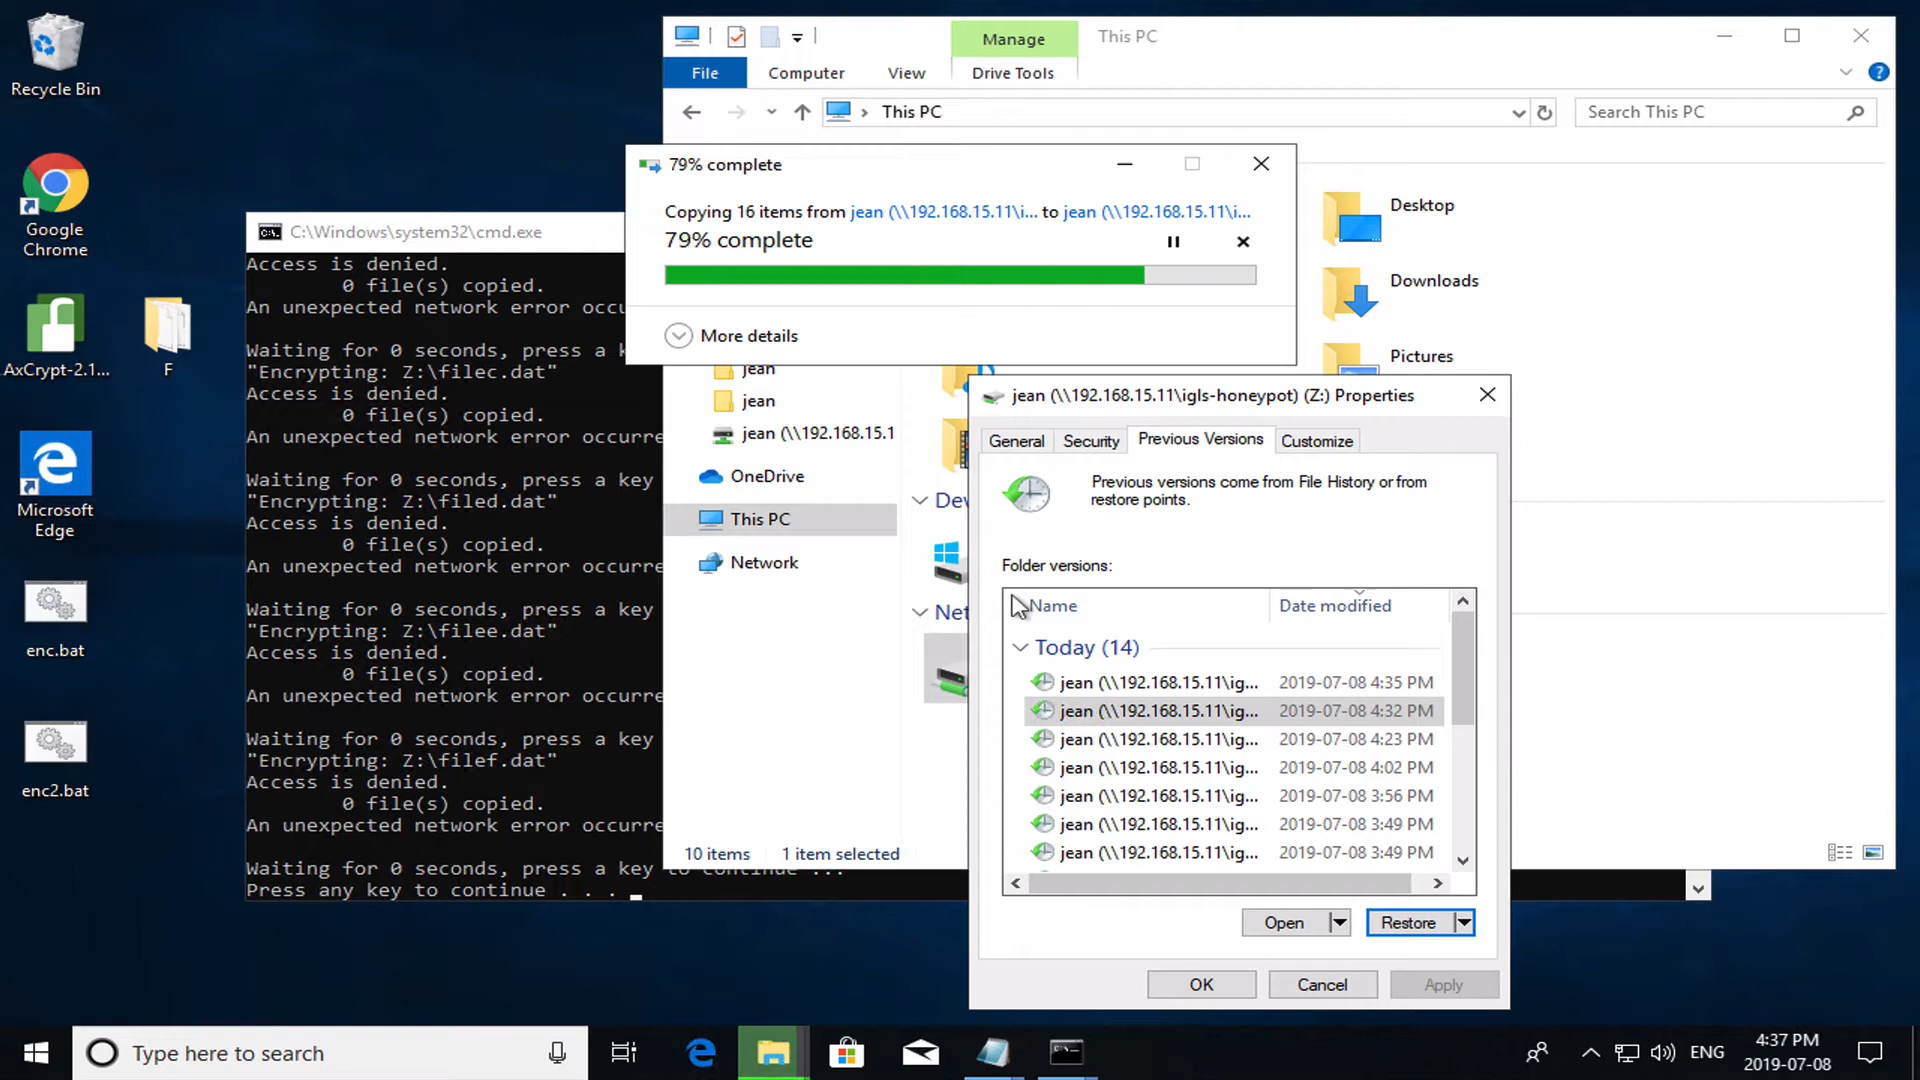 Recycle Bin
Google
Chrome
AxCrypt-2.1...
F
Microsoft
Edge
enc.bat
enc2.bat
C:\Windows\system32\cmd.exe
Access is denied.
0 file(s) copied.
An unexpected network error occu
Waiting for 0 seconds, press a k
"Encrypting: Z:\filec.dat"
Access is denied.
0 file(s) copied.
An unexpected network error occurre
Waiting for 0 seconds, press a key
"Encrypting: Z:\filed.dat"
Access is denied.
0 file(s) copied.
An unexpected network error occurre
Waiting for 0 seconds, press a key
"Encrypting: Z:\filee.dat"
Access is denied.
0 file(s) copied.
An unexpected network error occurre
Waiting for 0 seconds, press a key
"Encrypting: Z:\filef.dat"
Access is denied.
0 file(s) copied.
An unexpected network error occurre
Waiting for 0 seconds, press a key to continue ...
Press any key to continue . . .
Manage
This PC
File
Computer
View
Drive Tools
This PC
Search This PC
79% complete
Copying 16 items from jean (\\192.168.15.11\i... to jean (\\192.168.15.11\i...
79% complete
More details
Desktop
Downloads
Pictures
jean
jean
jean (\\192.168.15.1
OneDrive
This PC
Network
Dev
Net
10 items
1 item selected
jean (\\192.168.15.11\igls-honeypot) (Z:) Properties
General
Security
Previous Versions
Customize
Previous versions come from File History or from
restore points.
Folder versions:
Name
Date modified
Today (14)
jean (\\192.168.15.11\ig... 2019-07-08 4:35 PM
jean (\\192.168.15.11\ig... 2019-07-08 4:32 PM
jean (\\192.168.15.11\ig... 2019-07-08 4:23 PM
jean (\\192.168.15.11\ig... 2019-07-08 4:02 PM
jean (\\192.168.15.11\ig... 2019-07-08 3:56 PM
jean (\\192.168.15.11\ig... 2019-07-08 3:49 PM
jean (\\192.168.15.11\ig... 2019-07-08 3:49 PM
Open
Restore
OK
Cancel
Apply
Type here to search
ENG
4:37 PM
2019-07-08